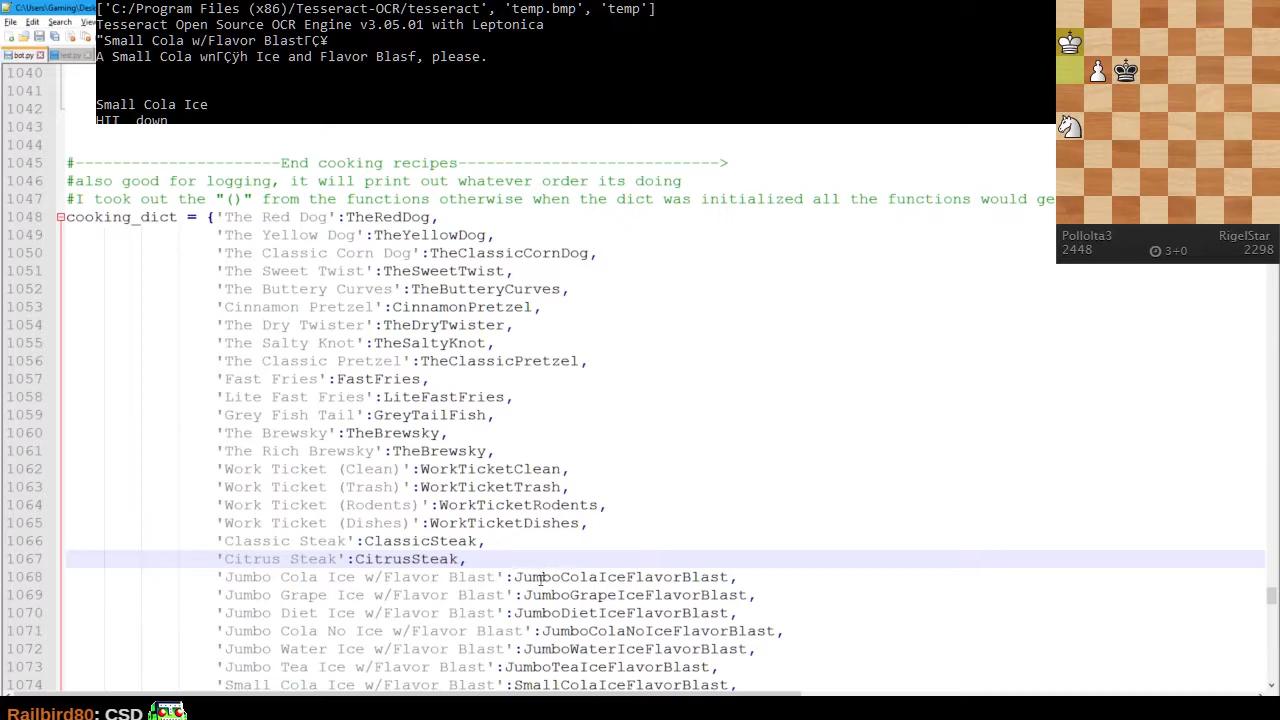 C:\Users\Gaming\Desk
File Edit Search
bot.py test.py
['C:/Program Files (x86)/Tesseract-OCR/tesseract', 'temp.bmp', 'temp']
Tesseract Open Source OCR Engine v3.05.01 with Leptonica
"Small Cola w/Flavor BlastΓÇ¥
A Small Cola wnΓÇÿh Ice and Flavor Blasf, please.
Small Cola Ice
HIT  down
1040
1041
1042
1043
1044
1045 #----------------------End cooking recipes---------------------------->
1046 #also good for logging, it will print out whatever order its doing
1047 #I took out the "()" from the functions otherwise when the dict was initialized all the functions would ge
1048 cooking_dict = {'The Red Dog':TheRedDog,
1049 'The Yellow Dog':TheYellowDog,
1050 'The Classic Corn Dog':TheClassicCornDog,
1051 'The Sweet Twist':TheSweetTwist,
1052 'The Buttery Curves':TheButteryCurves,
1053 'Cinnamon Pretzel':CinnamonPretzel,
1054 'The Dry Twister':TheDryTwister,
1055 'The Salty Knot':TheSaltyKnot,
1056 'The Classic Pretzel':TheClassicPretzel,
1057 'Fast Fries':FastFries,
1058 'Lite Fast Fries':LiteFastFries,
1059 'Grey Fish Tail':GreyTailFish,
1060 'The Brewsky':TheBrewsky,
1061 'The Rich Brewsky':TheBrewsky,
1062 'Work Ticket (Clean)':WorkTicketClean,
1063 'Work Ticket (Trash)':WorkTicketTrash,
1064 'Work Ticket (Rodents)':WorkTicketRodents,
1065 'Work Ticket (Dishes)':WorkTicketDishes,
1066 'Classic Steak':ClassicSteak,
1067 'Citrus Steak':CitrusSteak,
1068 'Jumbo Cola Ice w/Flavor Blast':JumboColaIceFlavorBlast,
1069 'Jumbo Grape Ice w/Flavor Blast':JumboGrapeIceFlavorBlast,
1070 'Jumbo Diet Ice w/Flavor Blast':JumboDietIceFlavorBlast,
1071 'Jumbo Cola No Ice w/Flavor Blast':JumboColaNoIceFlavorBlast,
1072 'Jumbo Water Ice w/Flavor Blast':JumboWaterIceFlavorBlast,
1073 'Jumbo Tea Ice w/Flavor Blast':JumboTeaIceFlavorBlast,
1074 'Small Cola Ice w/Flavor Blast':SmallColaIceFlavorBlast,
Pollolta3 RigelStar
2448 3+0 2298
Railbird80: CSD